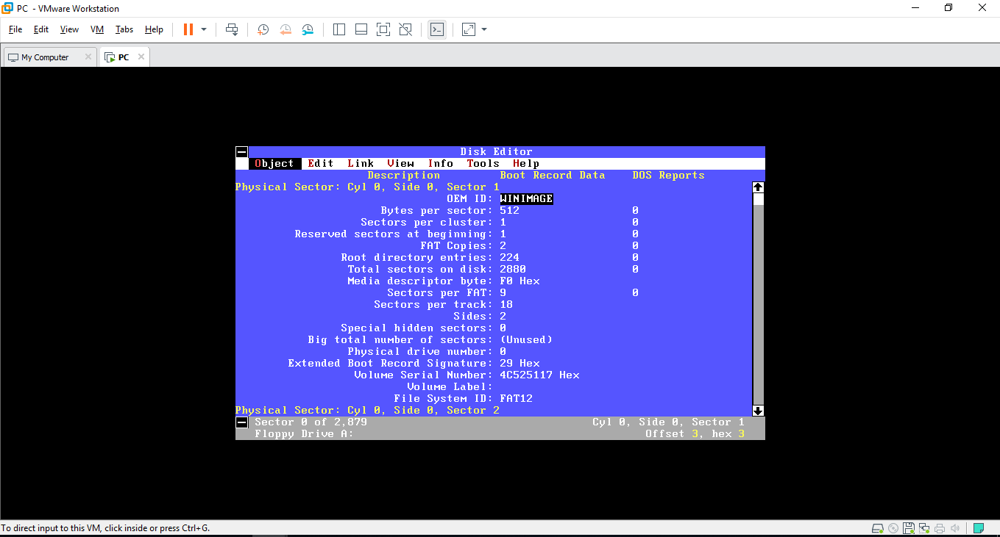 PC - VMware Workstation
File Edit View VM Tabs Help
My Computer PC
Disk Editor
Object Edit Link View Info Tools Help
Description Boot Record Data DOS Reports
Physical Sector: Cyl 0, Side 0, Sector 1
OEM ID: WINIMAGE
Bytes per sector: 512 0
Sectors per cluster: 1 0
Reserved sectors at beginning: 1 0
FAT Copies: 2 0
Root directory entries: 224 0
Total sectors on disk: 2880 0
Media descriptor byte: F0 Hex
Sectors per FAT: 9 0
Sectors per track: 18
Sides: 2
Special hidden sectors: 0
Big total number of sectors: (Unused)
Physical drive number: 0
Extended Boot Record Signature: 29 Hex
Volume Serial Number: 4C525117 Hex
Volume Label:
File System ID: FAT12
Physical Sector: Cyl 0, Side 0, Sector 2
Sector 0 of 2,879 Cyl 0, Side 0, Sector 1
Floppy Drive A: Offset 3, hex 3
To direct input to this VM, click inside or press Ctrl+G.